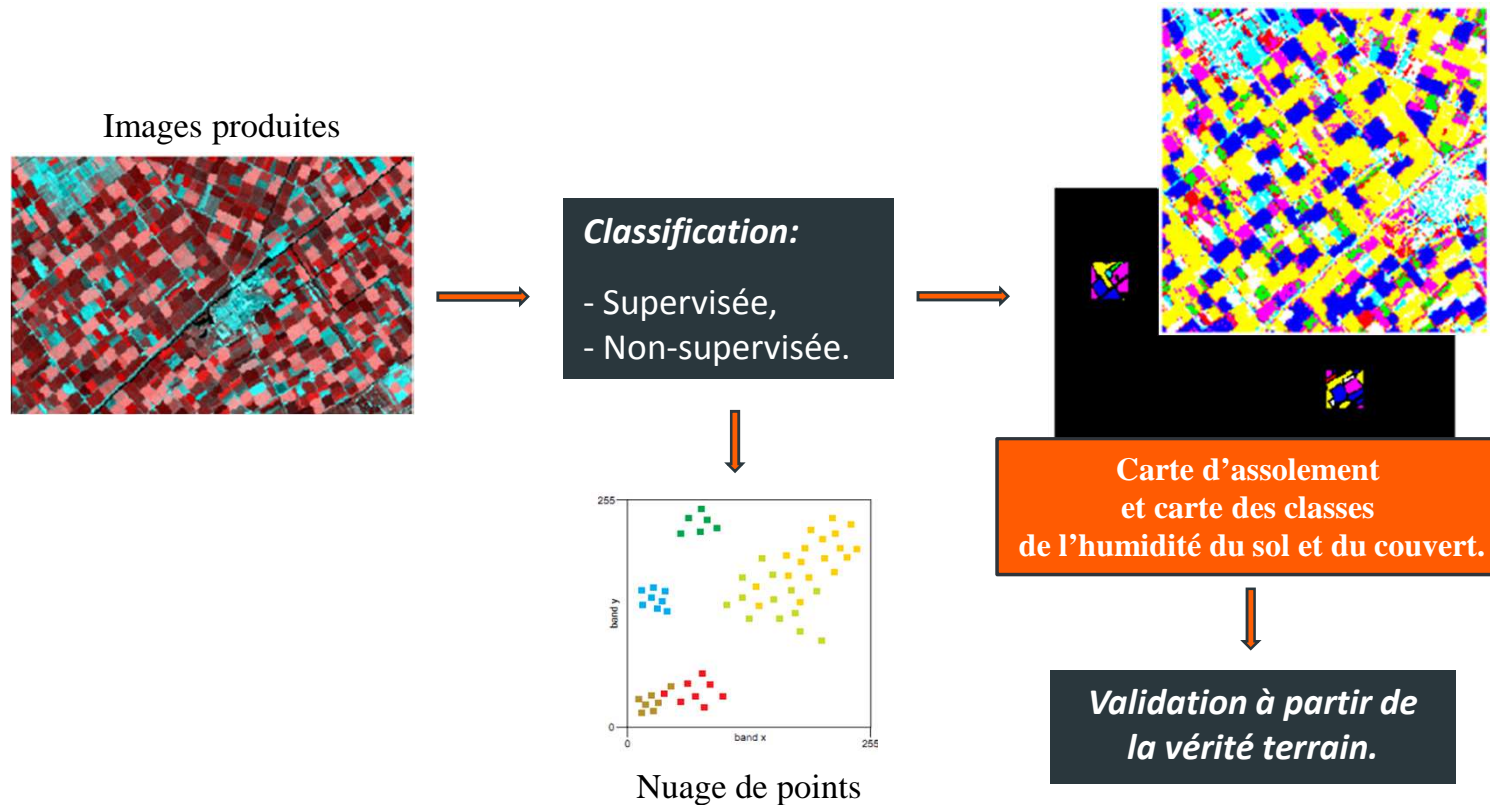 Images produites
Classification:
- Supervisée,
- Non-supervisée.
255
band y
0
0
band x
255
Nuage de points
Carte d’assolement
et carte des classes
de l’humidité du sol et du couvert.
Validation à partir de
la vérité terrain.